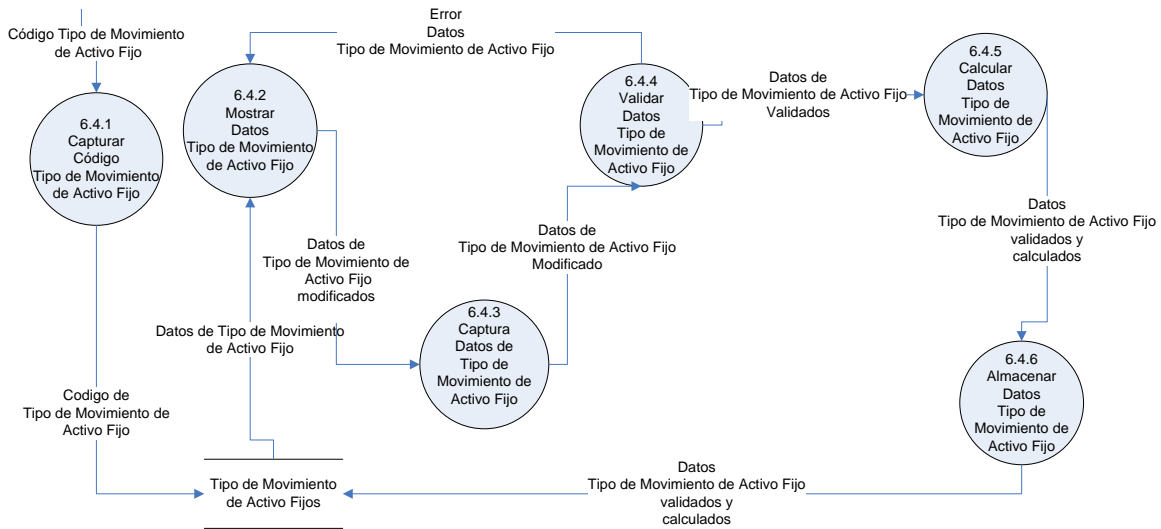 Código Tipo de Movimiento
de Activo Fijo
6.4.1
Capturar
Código
Tipo de Movimiento
de Activo Fijo
Codigo de
Tipo de Movimiento de
Activo Fijo
6.4.2
Mostrar
Datos
Tipo de Movimiento
de Activo Fijo
Error
Datos
Tipo de Movimiento de Activo Fijo
Datos de
Tipo de Movimiento de
Activo Fijo
modificados
Datos de Tipo de Movimiento
de Activo Fijo
Tipo de Movimiento
de Activo Fijos
6.4.3
Captura
Datos de
Tipo de
Movimiento de
Activo Fijo
Datos de
Tipo de Movimiento de Activo Fijo
Modificado
6.4.4
Validar
Datos
Tipo de
Movimiento de
Activo Fijo
Datos de
Tipo de Movimiento de Activo Fijo
Validados
6.4.5
Calcular
Datos
Tipo de
Movimiento de
Activo Fijo
Datos
Tipo de Movimiento de Activo Fijo
validados y
calculados
6.4.6
Almacenar
Datos
Tipo de
Movimiento de
Activo Fijo
Datos
Tipo de Movimiento de Activo Fijo
validados y
calculados